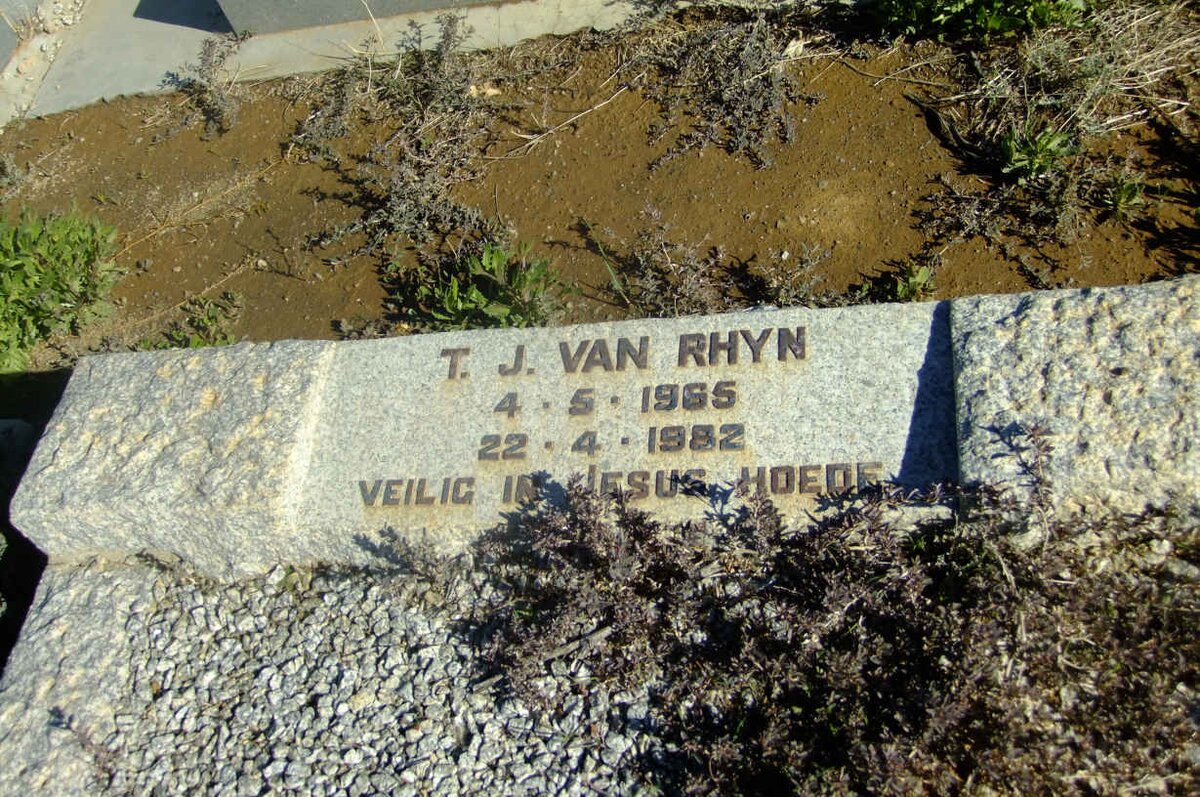 T. J. VAN RHYN
4 · 5 · 1965
22 · 4 · 1982
VEILIG IN JESUS HOEDE